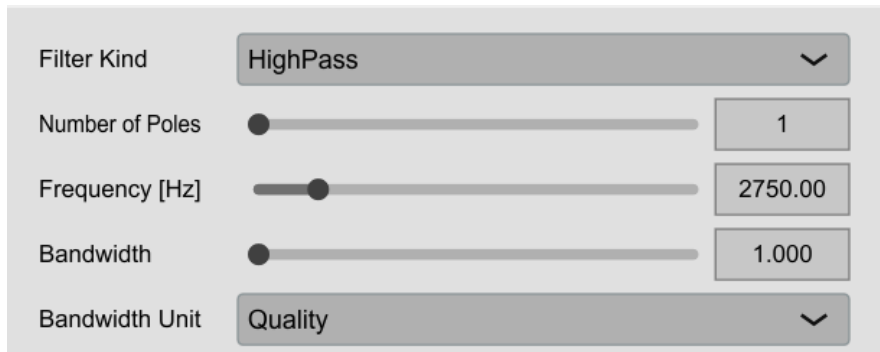 Filter Kind HighPass
Number of Poles 1
Frequency [Hz] 2750.00
Bandwidth 1.000
Bandwidth Unit Quality